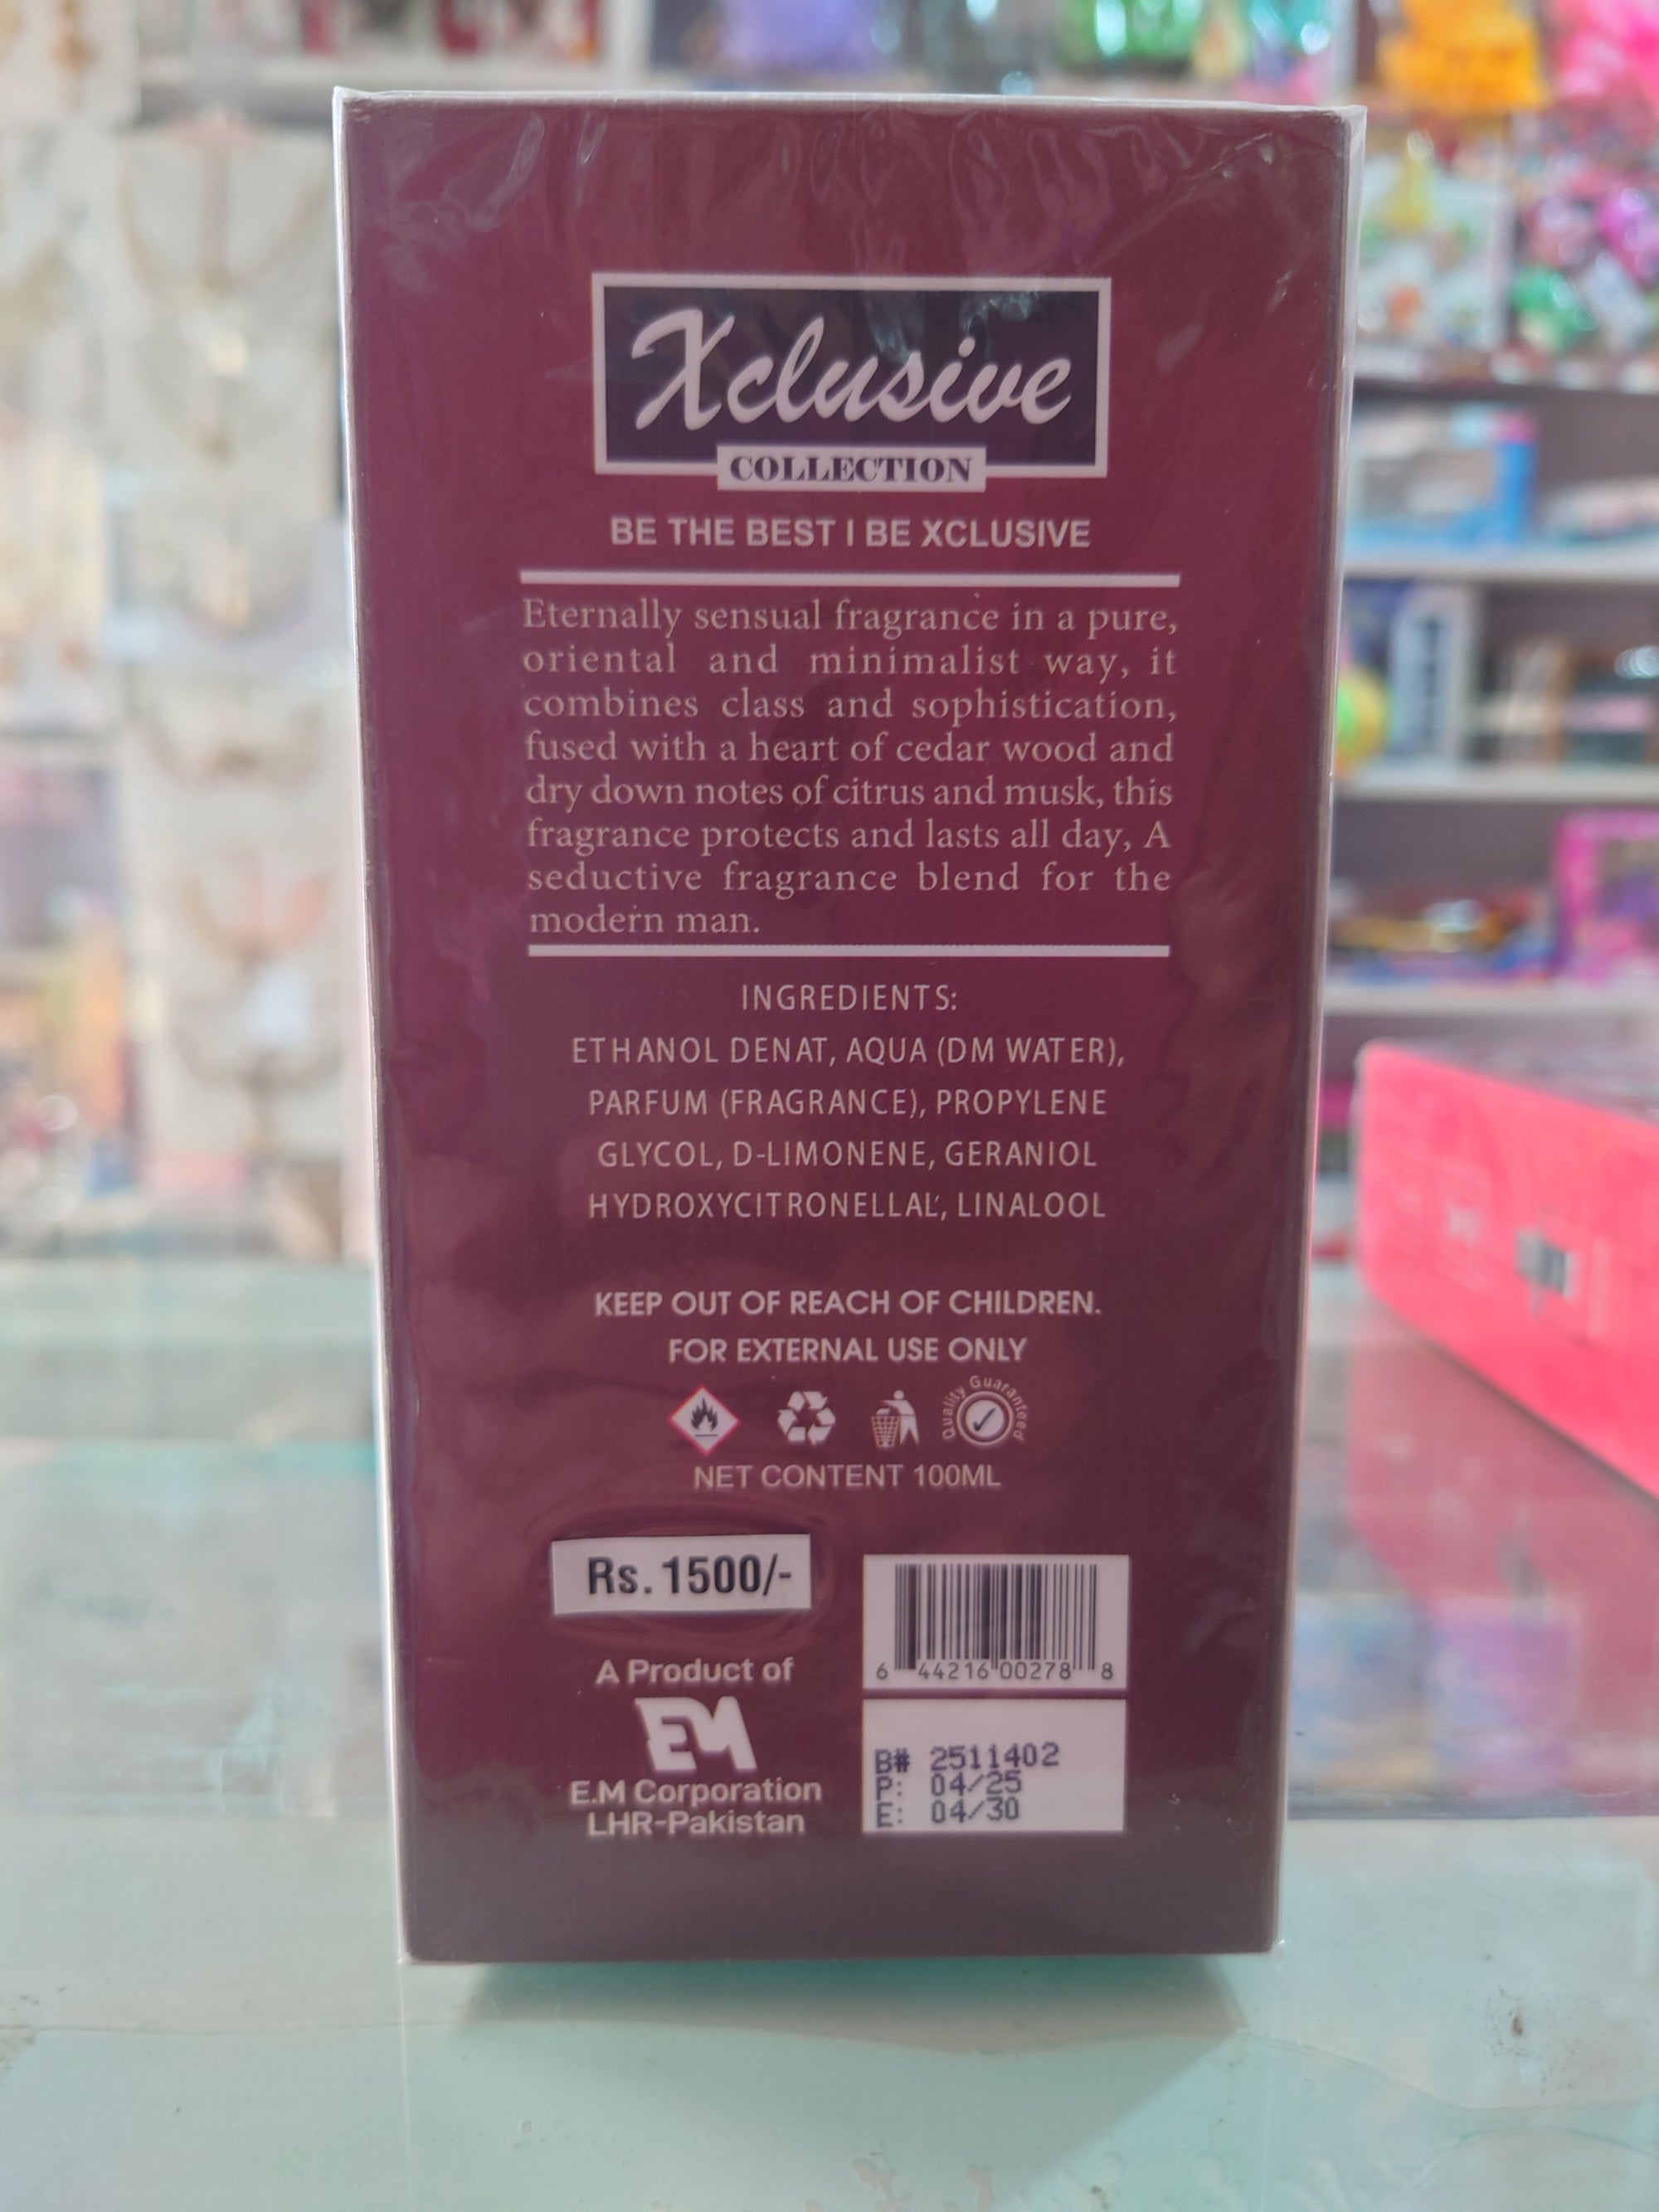 Xclusive
COLLECTION
BE THE BEST I BE XCLUSIVE
Eternally sensual fragrance in a pure,
oriental and minimalist way, it
combines class and sophistication,
fused with a heart of cedar wood and
dry down notes of citrus and musk, this
fragrance protects and lasts all day, A
seductive fragrance blend for the
modern man.
INGREDIENTS:
ETHANOL DENAT, AQUA (DM WATER),
PARFUM (FRAGRANCE), PROPYLENE
GLYCOL, D-LIMONENE, GERANIOL
HYDROXYCITRONELLAL', LINALOOL
KEEP OUT OF REACH OF CHILDREN.
FOR EXTERNAL USE ONLY
Quality Guaranteed
NET CONTENT 100ML
Rs. 1500/-
6 44216 00278 8
A Product of
EM
E.M Corporation
LHR-Pakistan
B# 2511402
P: 04/25
E: 04/30